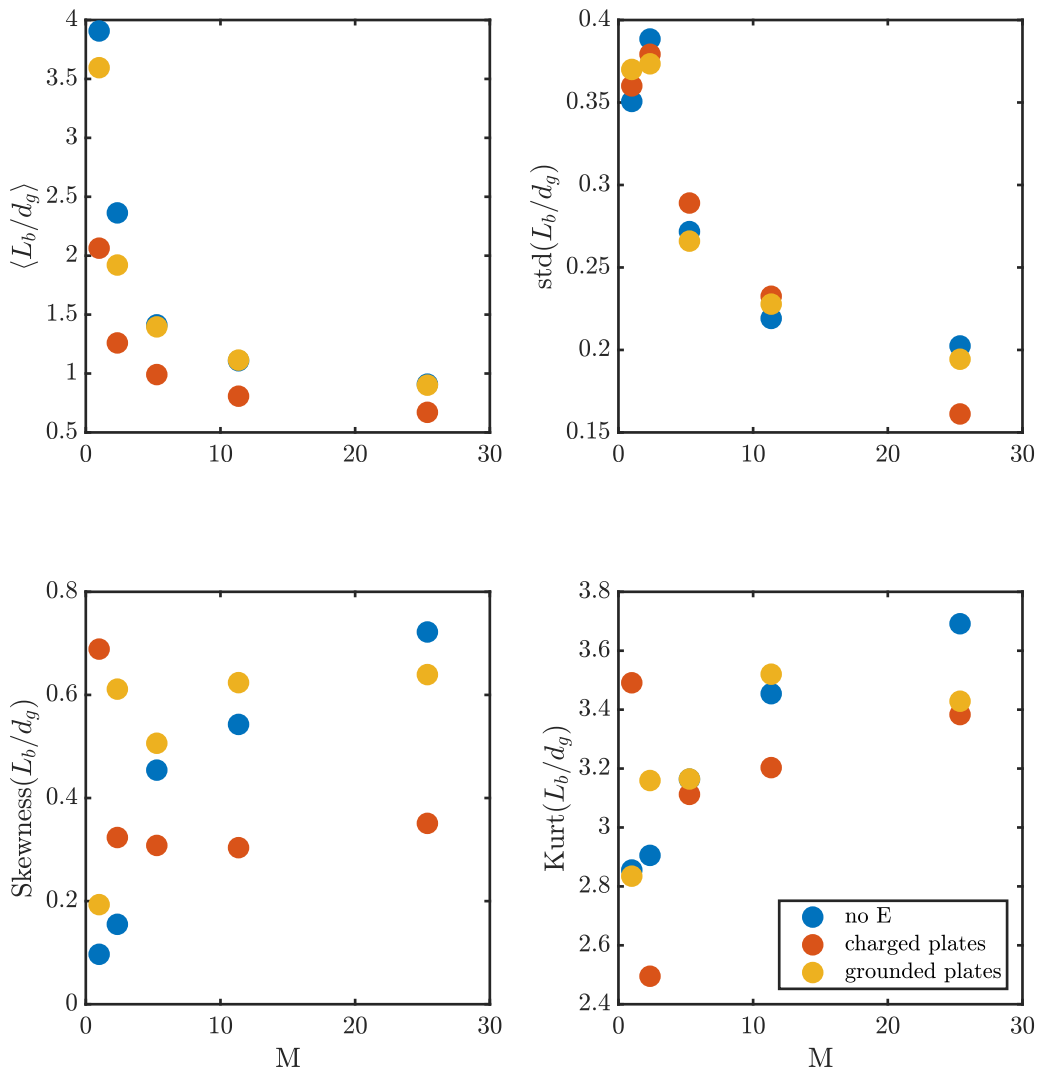 4
3.5
3
2.5
2
1.5
1
0.5
⟨L_b/d_g⟩
0 10 20 30
0.4
0.35
0.3
0.25
0.2
0.15
std(L_b/d_g)
0 10 20 30
0.8
0.6
0.4
0.2
0
Skewness(L_b/d_g)
0 10 20 30
M
3.8
3.6
3.4
3.2
3
2.8
2.6
2.4
Kurt(L_b/d_g)
no E
charged plates
grounded plates
0 10 20 30
M